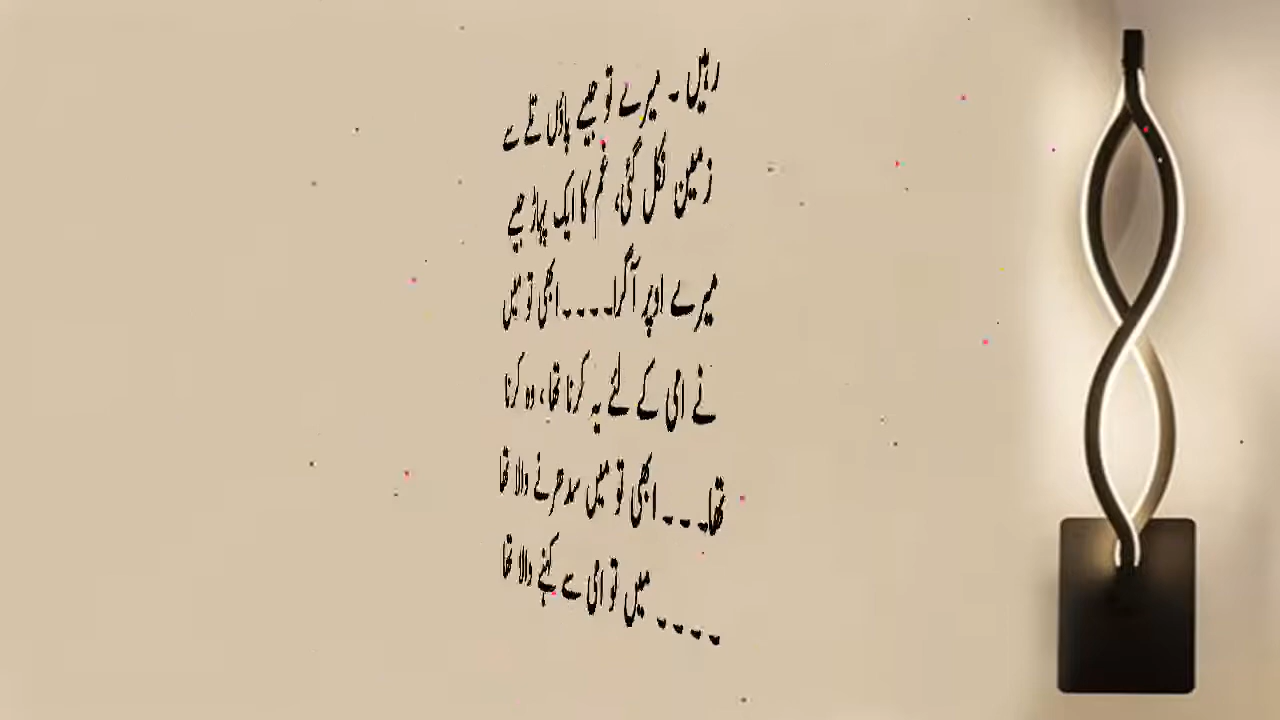 رہیں ۔ میرے تو جیسے پاؤں تلے سے
زمین نکل گئی، غم کا ایک پہاڑ جیسے
میرے اوپر آگرا۔۔۔۔ابھی تو میں
نے امی کے لئے یہ کرنا تھا، وہ کرنا
تھا۔۔۔ابھی تو میں سدھرنے والا تھا
۔۔۔۔ میں تو امی سے کہنے والا تھا